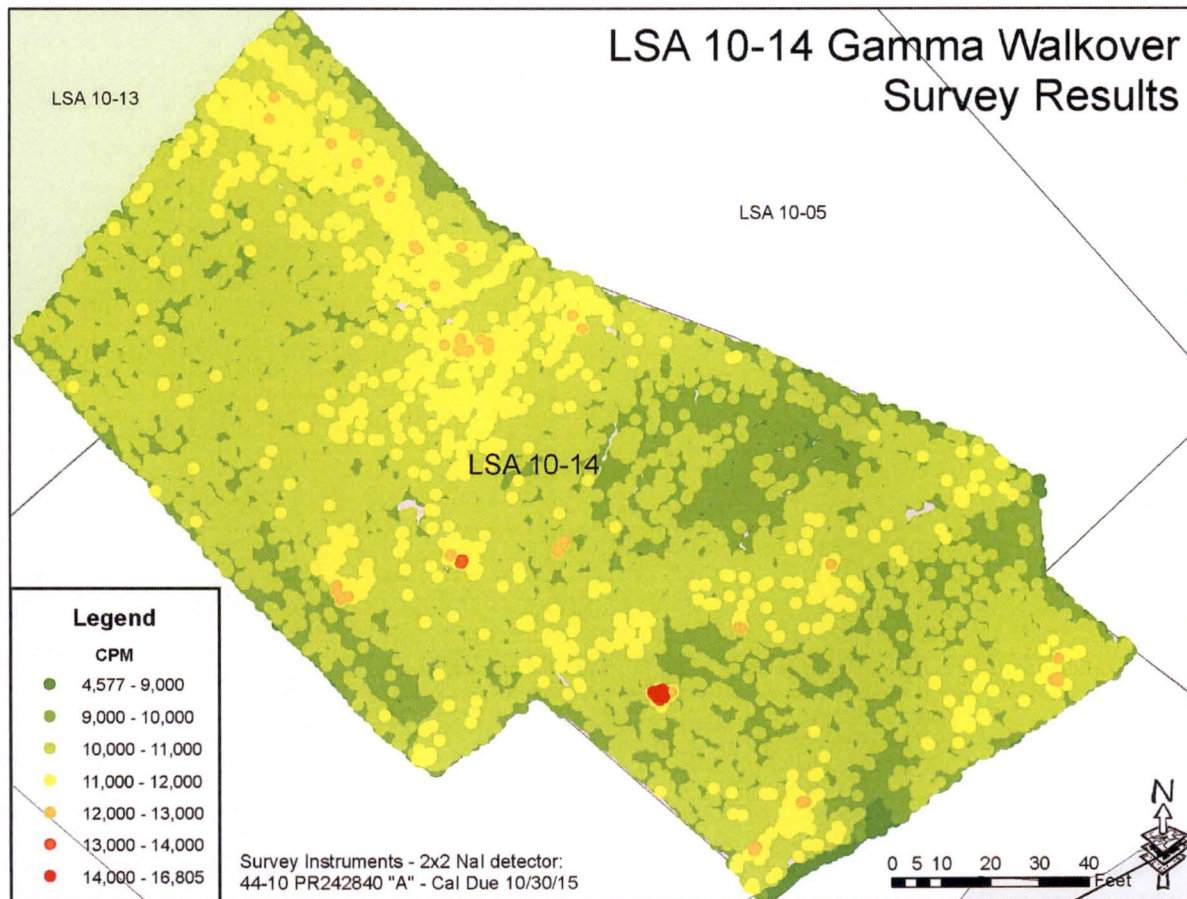 LSA 10-14 Gamma Walkover
Survey Results
LSA 10-13
LSA 10-05
LSA 10-14
Legend
CPM
4,577 - 9,000
9,000 - 10,000
10,000 - 11,000
11,000 - 12,000
12,000 - 13,000
13,000 - 14,000
14,000 - 16,805
Survey Instruments - 2x2 NaI detector:
44-10 PR242840 "A" - Cal Due 10/30/15
0 5 10 20 30 40
Feet
N